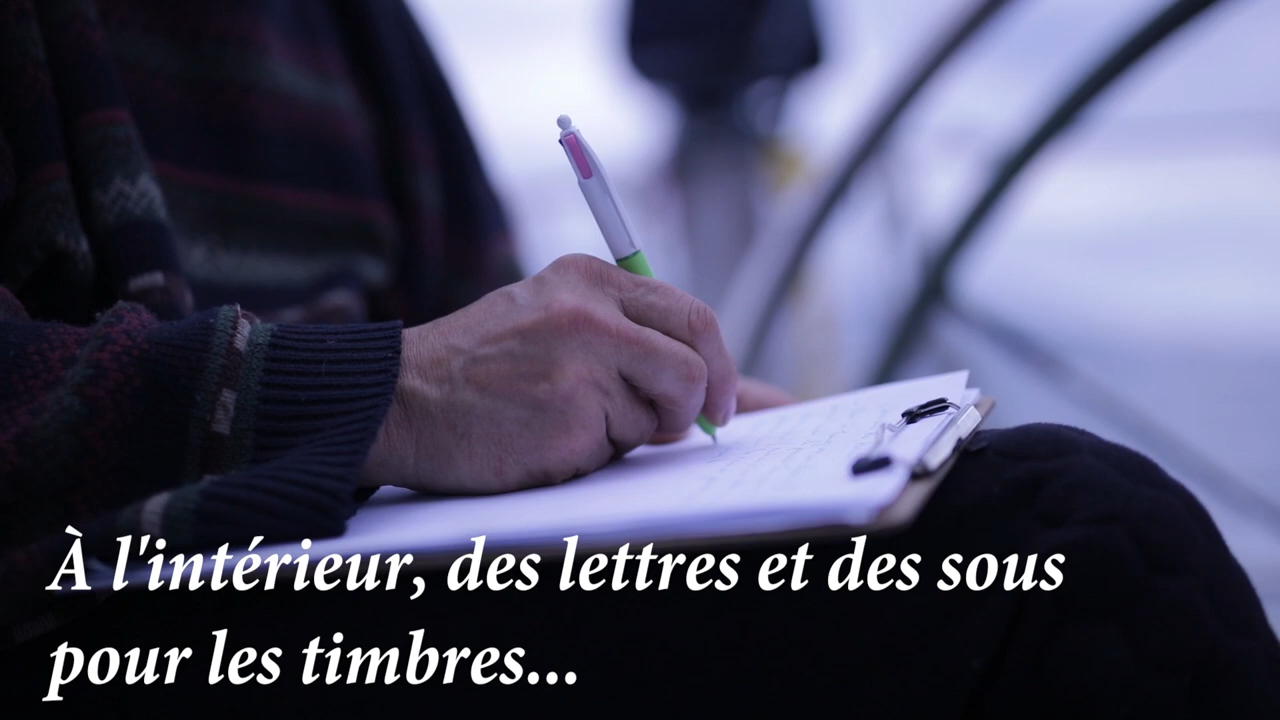 À l'intérieur, des lettres et des sous
pour les timbres...